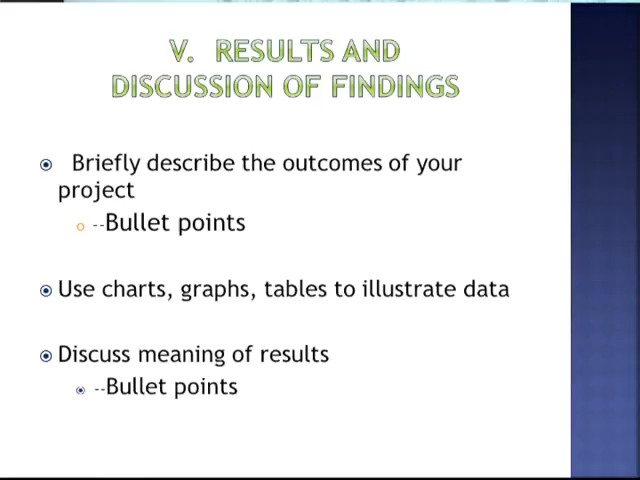 V. RESULTS AND
DISCUSSION OF FINDINGS
Briefly describe the outcomes of your
project
--Bullet points
Use charts, graphs, tables to illustrate data
Discuss meaning of results
--Bullet points